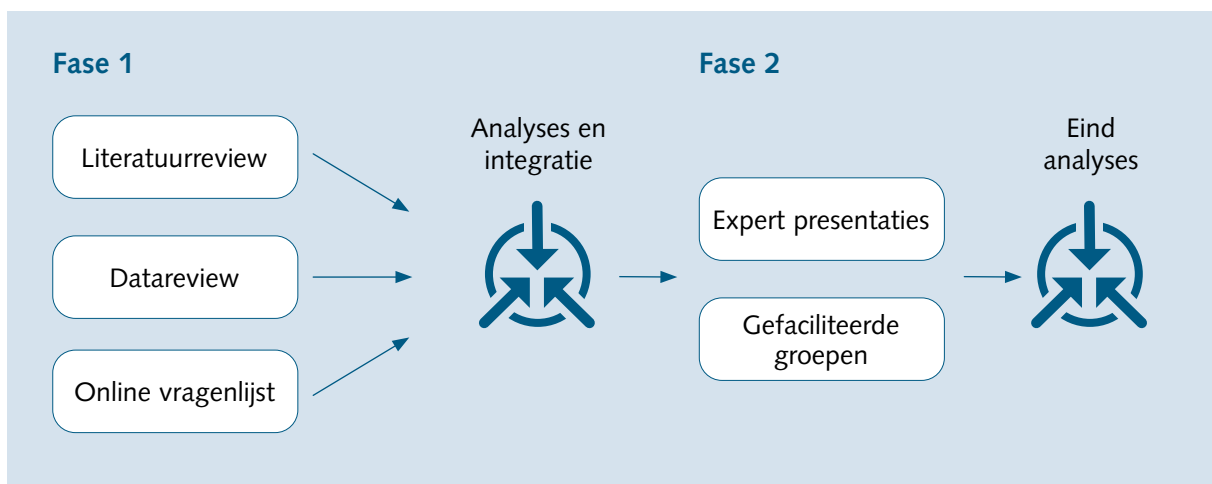 Fase 1
Literatuurreview
Datareview
Online vragenlijst
Analyses en
integratie
Fase 2
Expert presentaties
Gefaciliteerde
groepen
Eind
analyses